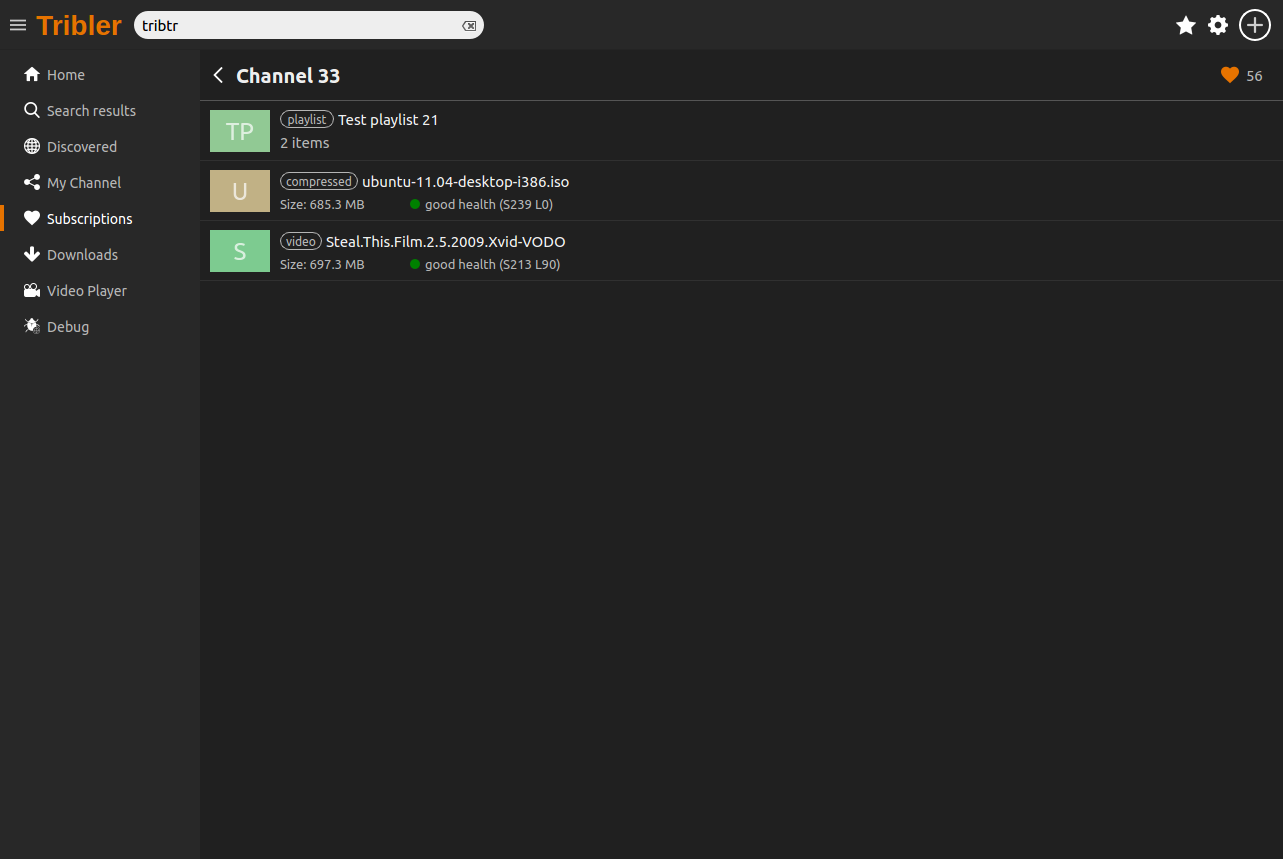 Tribler
tribtr
Home
Search results
Discovered
My Channel
Subscriptions
Downloads
Video Player
Debug
Channel 33
56
TP
playlist Test playlist 21
2 items
U
compressed ubuntu-11.04-desktop-i386.iso
Size: 685.3 MB good health (S239 L0)
S
video Steal.This.Film.2.5.2009.Xvid-VODO
Size: 697.3 MB good health (S213 L90)